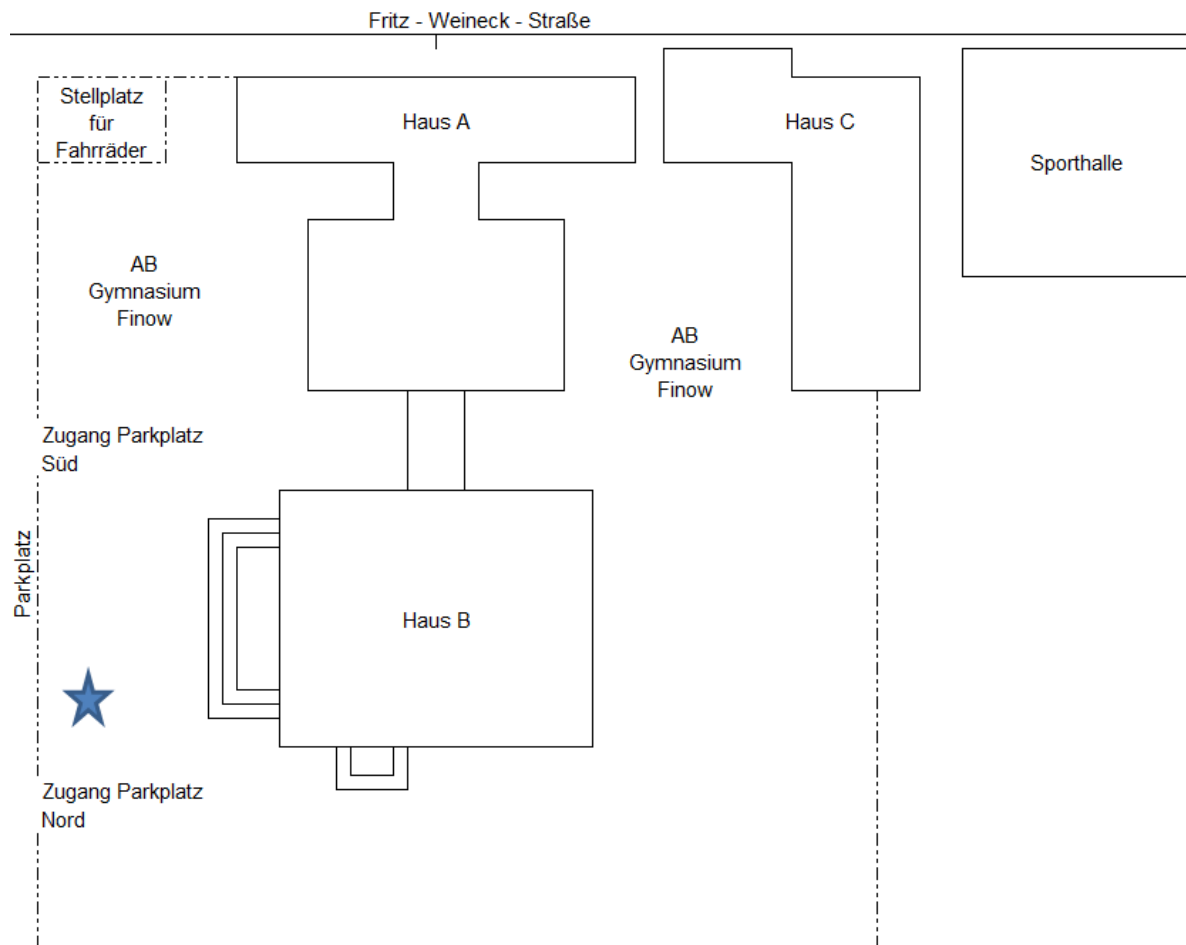 Fritz - Weineck - Straße
Stellplatz
für
Fahrräder
Haus A
Haus C
Sporthalle
AB
Gymnasium
Finow
AB
Gymnasium
Finow
Zugang Parkplatz
Süd
Parkplatz
Haus B
Zugang Parkplatz
Nord